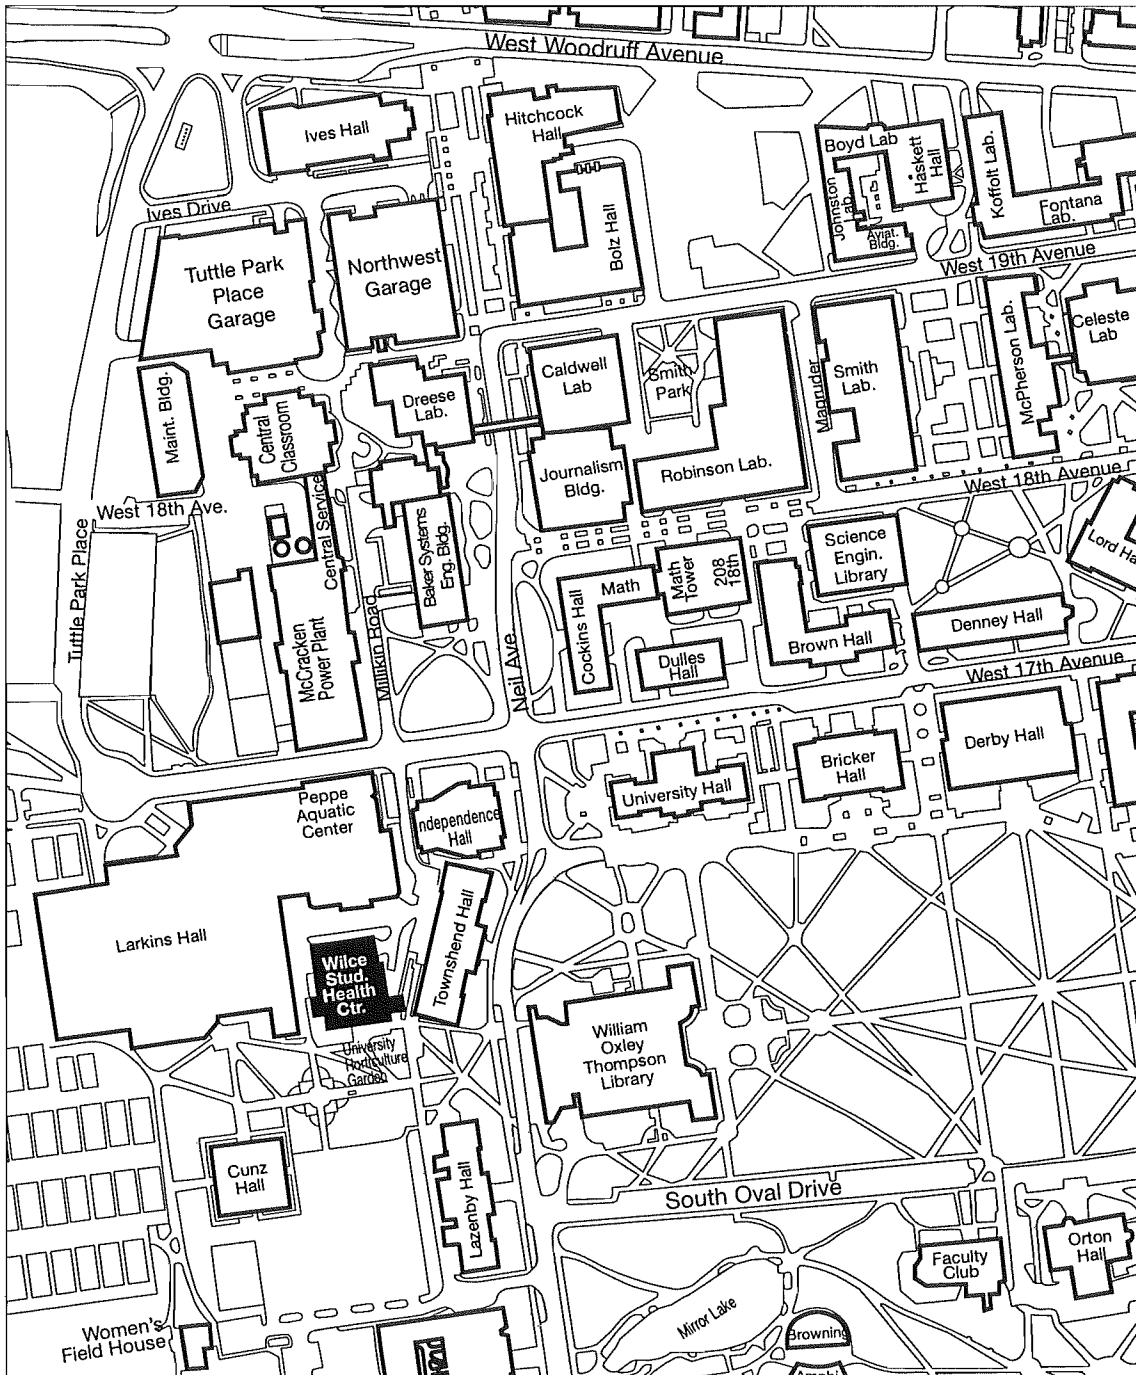 West Woodruff Avenue
Ives Hall
Hitchcock
Hall
Boyd Lab
Haskett
Hall
Koffolt Lab.
Johnston
Lab.
Aviat.
Bldg.
Fontana
Lab.
Ives Drive
Bolz Hall
Tuttle Park
Place
Garage
Northwest
Garage
West 19th Avenue
Caldwell
Lab
Smith
Park
Magruder
Smith
Lab.
McPherson Lab.
Celeste
Lab
Maint. Bldg.
Central
Classroom
Dreese
Lab.
Journalism
Bldg.
Robinson Lab.
West 18th Avenue
West 18th Ave.
Central Service
Baker Systems
Eng. Bldg.
Science
Engin.
Library
Lord Ha
Tuttle Park Place
Math
Math
Tower
208
18th
Cockins Hall
McCracken
Power Plant
Millikin Road
Neil Ave.
Dulles
Hall
Brown Hall
Denney Hall
West 17th Avenue
Derby Hall
Bricker
Hall
University Hall
Peppe
Aquatic
Center
ndependence
Hall
Larkins Hall
Townshend Hall
Wilce
Stud.
Health
Ctr.
University
Horticulture
Garden
William
Oxley
Thompson
Library
Cunz
Hall
Lazenby Hall
South Oval Drive
Faculty
Club
Orton
Hall
Mirror Lake
Browning
Amphi
Women's
Field House